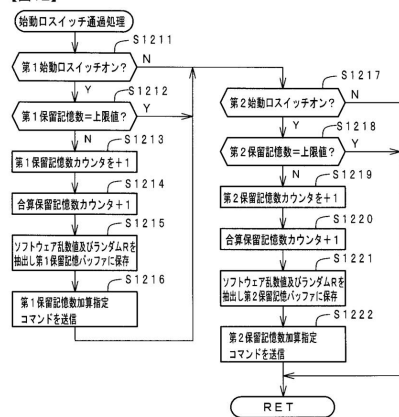 始動口スイッチ通過処理
S1211
第1始動口スイッチオン？
N
Y
S1212
第1保留記憶数＝上限値？
Y
N
S1213
第1保留記憶数カウンタを＋1
S1214
合算保留記憶数カウンタ＋1
S1215
ソフトウェア乱数値及びランダムRを
抽出し第1保留記憶バッファに保存
S1216
第1保留記憶数加算指定
コマンドを送信
S1217
第2始動口スイッチオン？
N
Y
S1218
第2保留記憶数＝上限値？
Y
N
S1219
第2保留記憶数カウンタを＋1
S1220
合算保留記憶数カウンタ＋1
S1221
ソフトウェア乱数値及びランダムRを
抽出し第2保留記憶バッファに保存
S1222
第2保留記憶数加算指定
コマンドを送信
RET